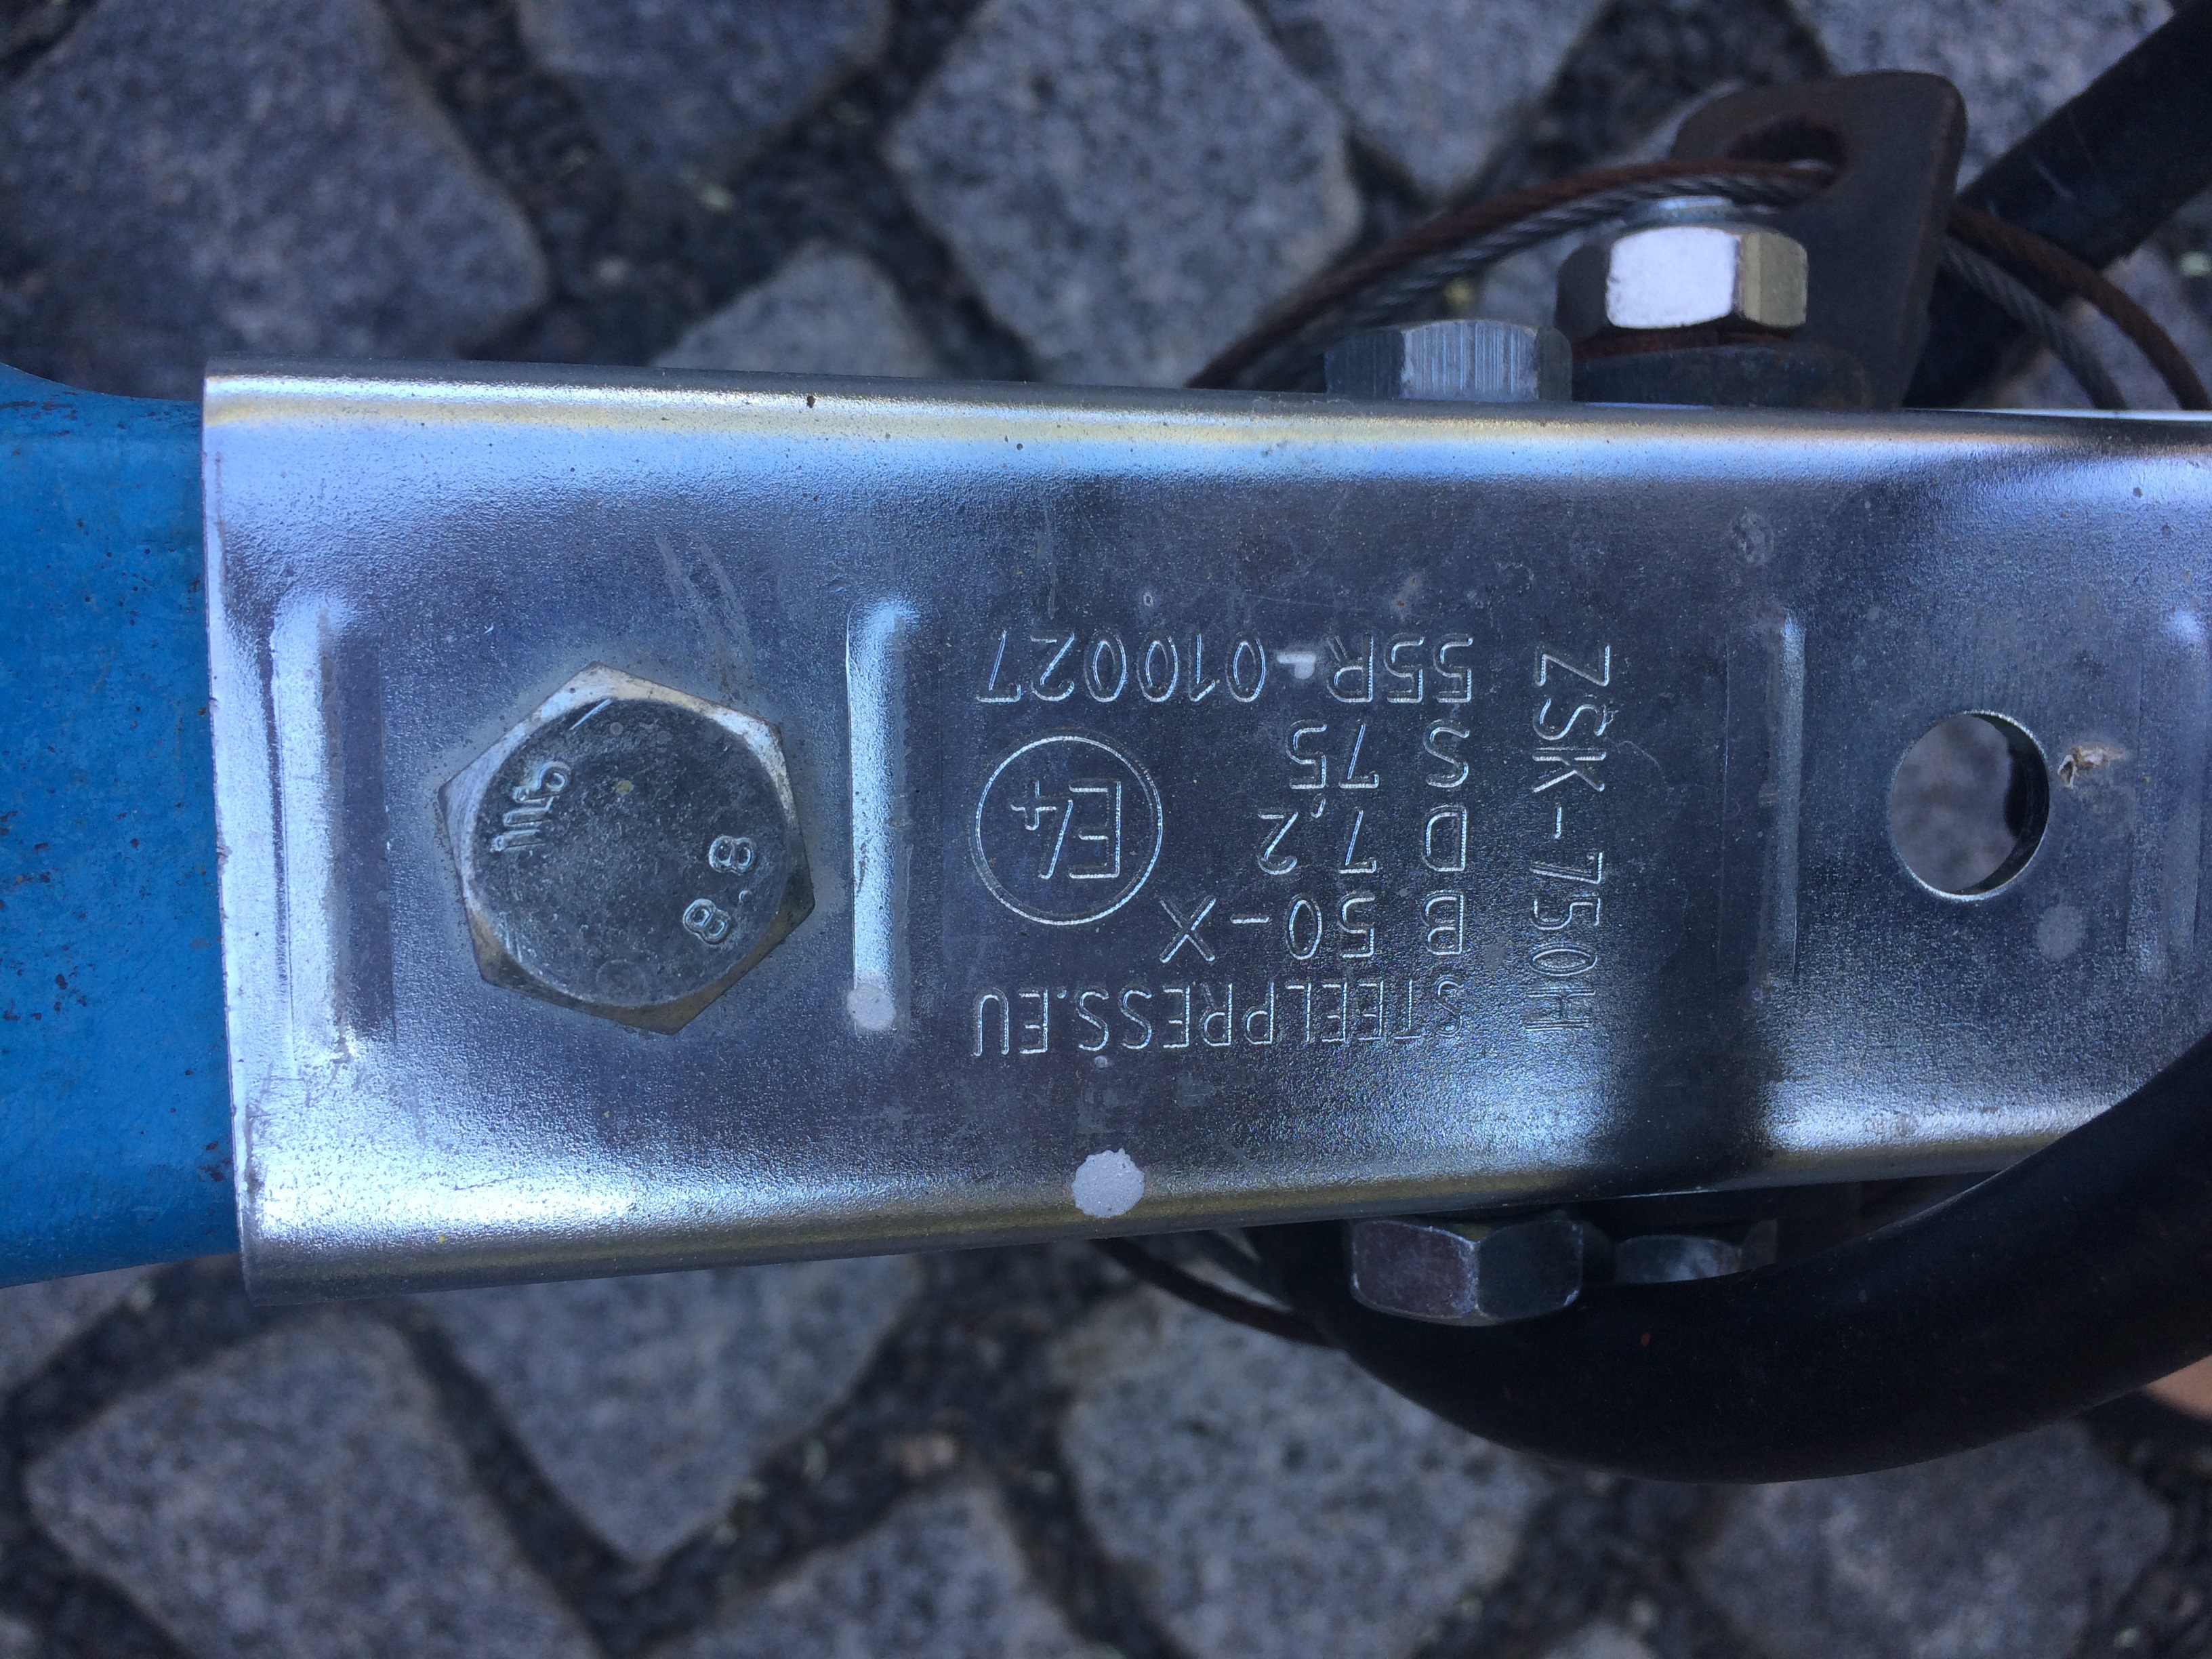 ZSK-750H
STEELPRESS.EU
B 50-X
D 7,2
E4
S 75
55R-010027
8.8